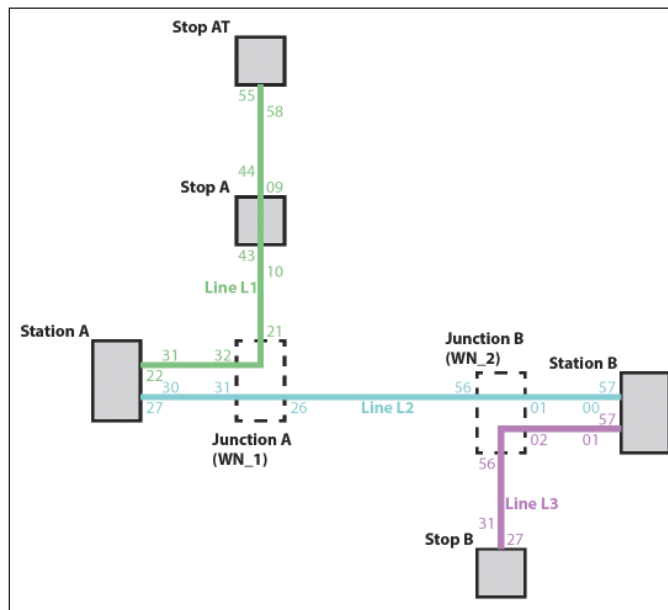 Stop AT
55
58
44
Stop A
09
43
10
Line L1
21
Station A
31
32
22
30
31
27
26
Junction A
(WN_1)
Line L2
Junction B
(WN_2)
Station B
56
57
01
00
57
02
01
56
Line L3
31
27
Stop B